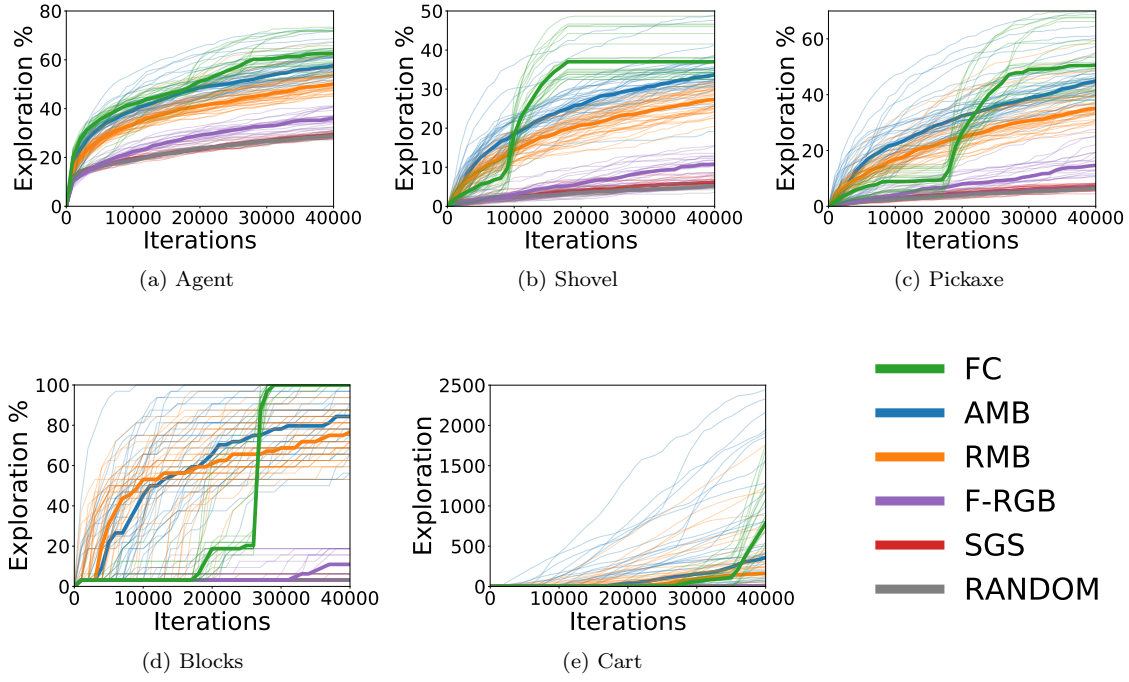 Exploration %
80
60
40
20
0
0 10000 20000 30000 40000
Iterations
(a) Agent
Exploration %
50
40
30
20
10
0
0 10000 20000 30000 40000
Iterations
(b) Shovel
Exploration %
60
40
20
0
0 10000 20000 30000 40000
Iterations
(c) Pickaxe
Exploration %
100
80
60
40
20
0
0 10000 20000 30000 40000
Iterations
(d) Blocks
Exploration
2500
2000
1500
1000
500
0
0 10000 20000 30000 40000
Iterations
(e) Cart
FC
AMB
RMB
F-RGB
SGS
RANDOM